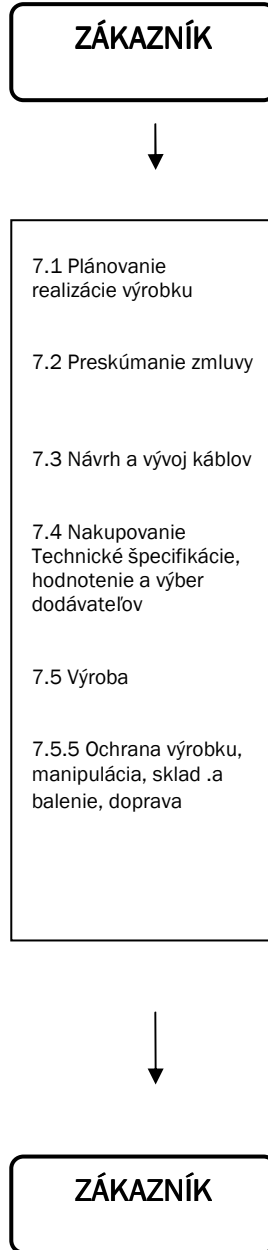 ZÁKAZNÍK
7.1 Plánovanie
realizácie výrobku
7.2 Preskúmanie zmluvy
7.3 Návrh a vývoj káblov
7.4 Nakupovanie
Technické špecifikácie,
hodnotenie a výber
dodávateľov
7.5 Výroba
7.5.5 Ochrana výrobku,
manipulácia, sklad .a
balenie, doprava
ZÁKAZNÍK